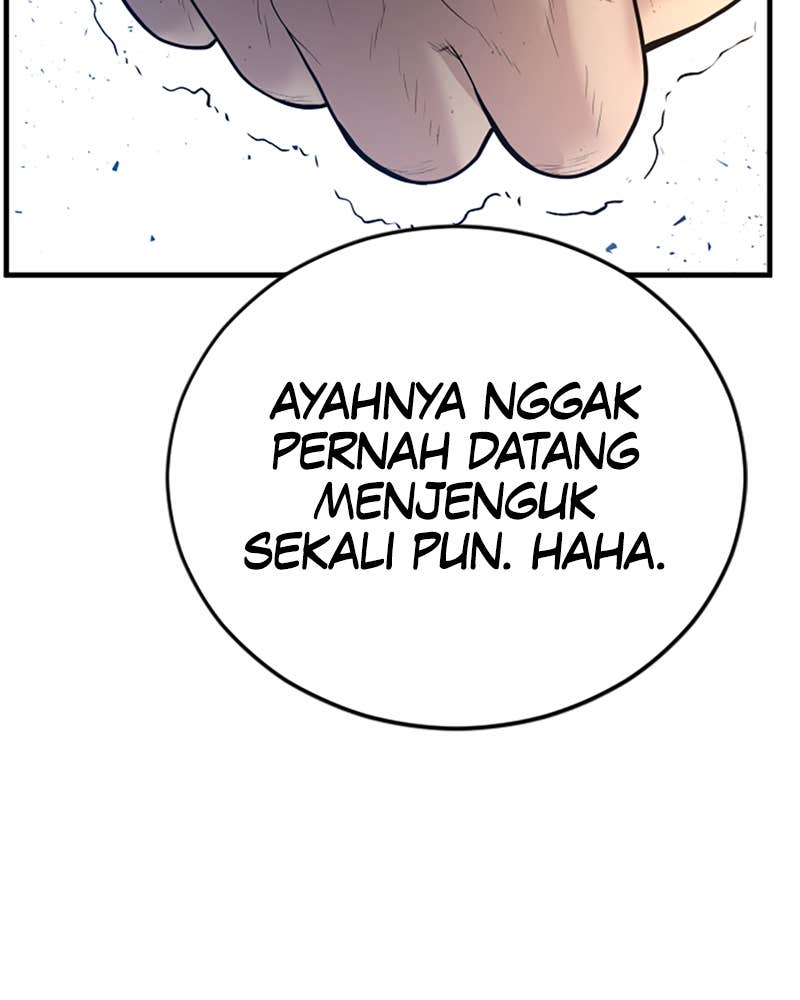 AYAHNYA NGGAK
PERNAH DATANG
MENJENGUK
SEKALI PUN. HAHA.